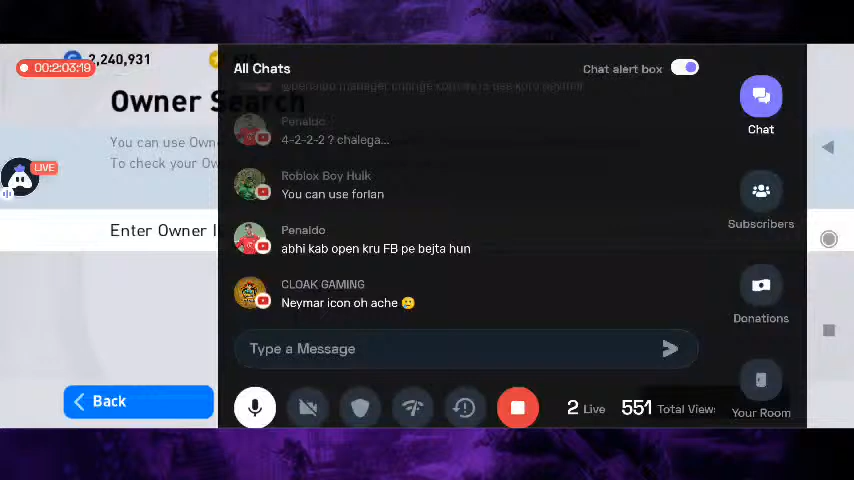 2,240,931
00:2:03:19
All Chats
Chat alert box
Owner Search
Penaldo
4-2-2-2 ? chalega...
You can use Own
To check your Ow
LIVE
Roblox Boy Hulk
You can use forlan
Enter Owner I
Penaldo
abhi kab open kru FB pe bejta hun
CLOAK GAMING
Neymar icon oh ache 😥
Type a Message
Back
2 Live
551 Total View
Chat
Subscribers
Donations
Your Room